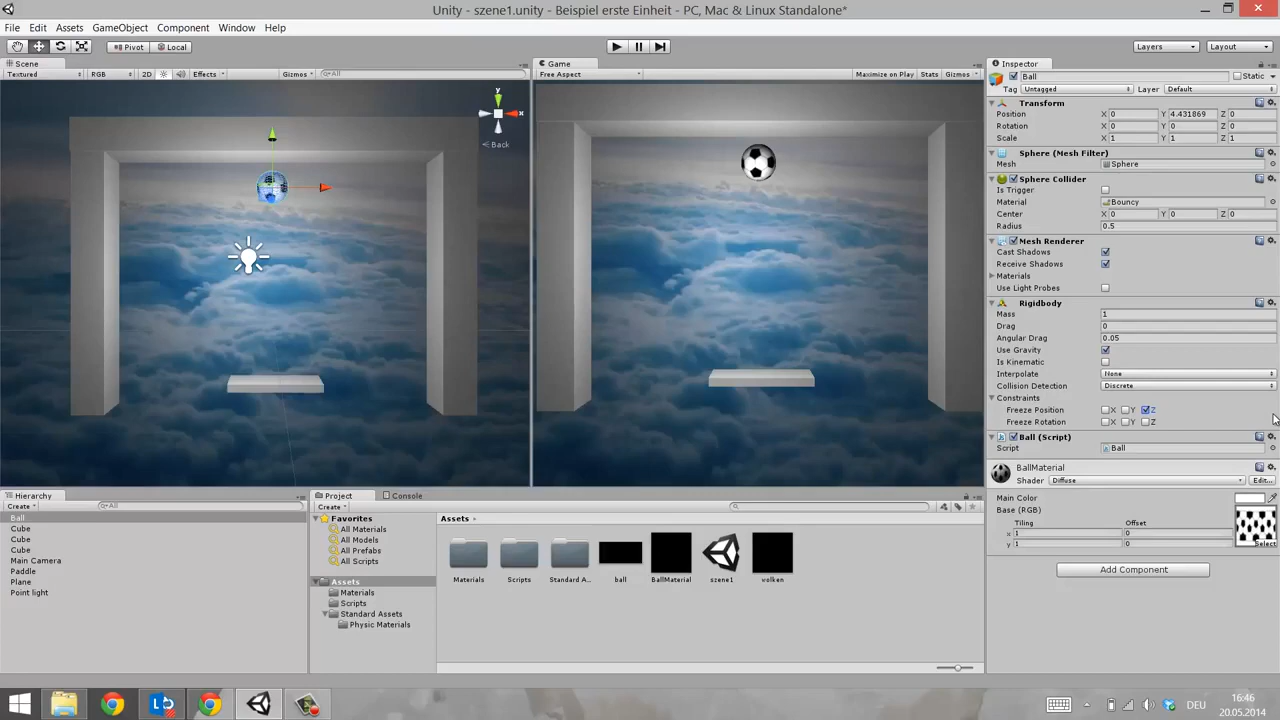 Unity - szene1.unity - Beispiel erste Einheit - PC, Mac & Linux Standalone*
File Edit Assets GameObject Component Window Help
Pivot Local Layers Layout
Scene
Textured RGB 2D Effects Gizmos All
y
x
Back
Game
Free Aspect Maximize on Play Stats Gizmos
Inspector
Ball Static
Tag Untagged Layer Default
Transform
Position X 0 Y 4.431869 Z 0
Rotation X 0 Y 0 Z 0
Scale X 1 Y 1 Z 1
Sphere (Mesh Filter)
Mesh Sphere
Sphere Collider
Is Trigger
Material Bouncy
Center X 0 Y 0 Z 0
Radius 0.5
Mesh Renderer
Cast Shadows
Receive Shadows
Materials
Use Light Probes
Rigidbody
Mass 1
Drag 0
Angular Drag 0.05
Use Gravity
Is Kinematic
Interpolate None
Collision Detection Discrete
Constraints
Freeze Position X Y Z
Freeze Rotation X Y Z
Ball (Script)
Script Ball
BallMaterial
Shader Diffuse Edit...
Main Color
Base (RGB)
Tiling Offset
x 1 0
y 1 0
Select
Add Component
Hierarchy
Create All
Ball
Cube
Cube
Cube
Main Camera
Paddle
Plane
Point light
Project Console
Create
Favorites
All Materials
All Models
All Prefabs
All Scripts
Assets
Materials
Scripts
Standard Assets
Physic Materials
Assets
Materials Scripts Standard A... ball BallMaterial szene1 wolken
DEU
16:46
20.05.2014